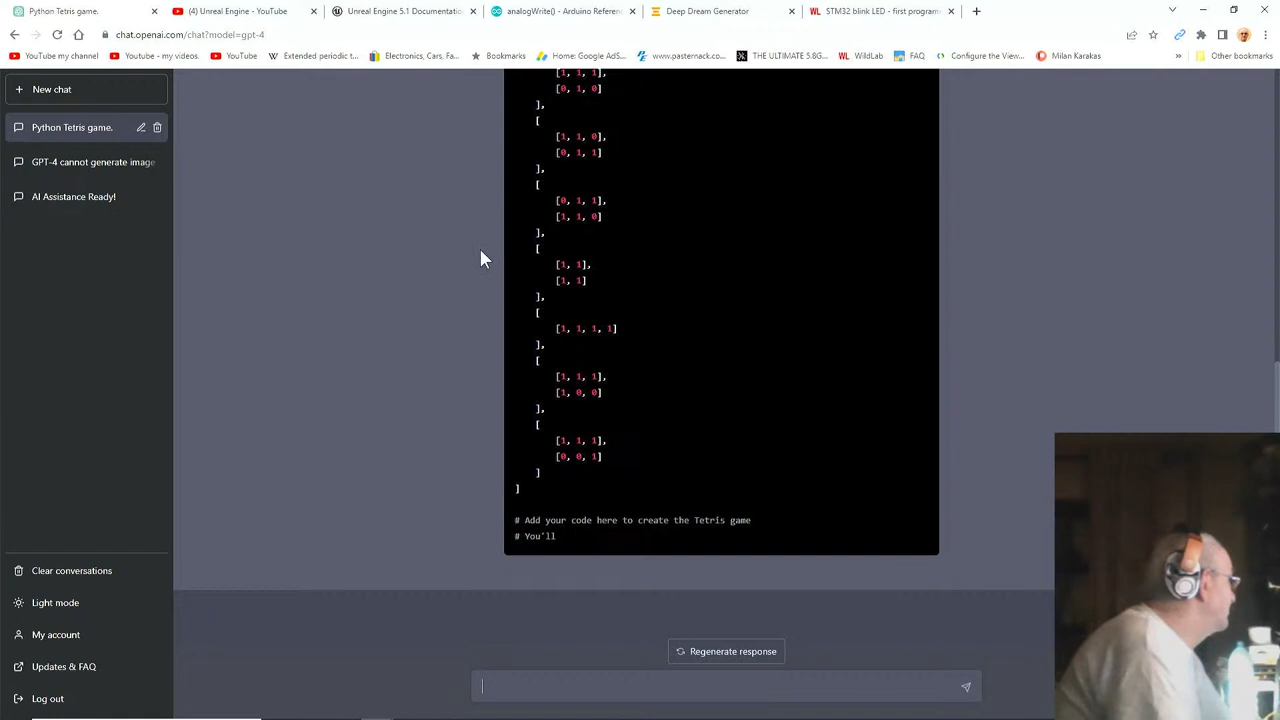 Python Tetris game.
(4) Unreal Engine - YouTube
Unreal Engine 5.1 Documentatio
analogWrite() - Arduino Referenc
Deep Dream Generator
STM32 blink LED - first program
chat.openai.com/chat?model=gpt-4
YouTube my channel
Youtube - my videos
YouTube
Extended periodic t...
Electronics, Cars, Fa...
Bookmarks
Home: Google AdS...
www.pasternack.co...
THE ULTIMATE 5.8G...
WildLab
FAQ
Configure the View...
Milan Karakas
»
Other bookmarks
New chat
Python Tetris game.
GPT-4 cannot generate image
AI Assistance Ready!
[1, 1, 1],
[0, 1, 0]
],
[
[1, 1, 0],
[0, 1, 1]
],
[
[0, 1, 1],
[1, 1, 0]
],
[
[1, 1],
[1, 1]
],
[
[1, 1, 1, 1]
],
[
[1, 1, 1],
[1, 0, 0]
],
[
[1, 1, 1],
[0, 0, 1]
]
]
# Add your code here to create the Tetris game
# You'll
Clear conversations
Light mode
My account
Updates & FAQ
Log out
Regenerate response